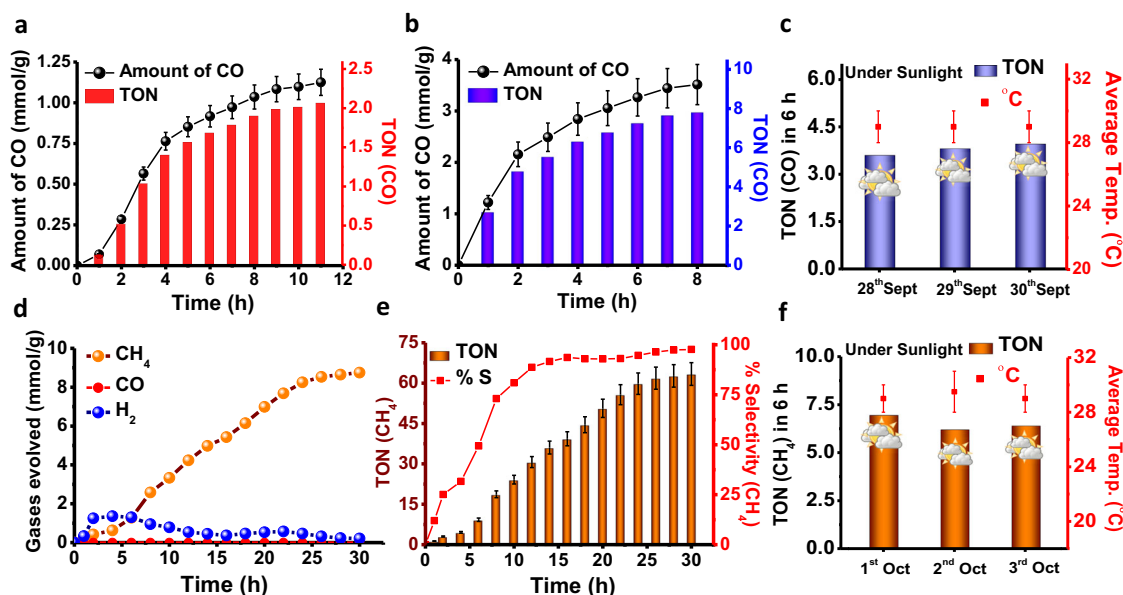 a
Amount of CO
TON
Amount of CO (mmol/g)
1.25
1.00
0.75
0.50
0.25
0.00
2.5
2.0
1.5
1.0
0.5
0.0
TON (CO)
0 2 4 6 8 10 12
Time (h)
b
Amount of CO
TON
Amount of CO (mmol/g)
4
3
2
1
0
10
8
6
4
2
0
TON (CO)
0 2 4 6 8
Time (h)
c
Under Sunlight TON
°C
TON (CO) in 6 h
6.0
4.5
3.0
1.5
0.0
32
28
24
20
Average Temp. (°C)
28th Sept 29th Sept 30th Sept
d
CH4
CO
H2
Gases evolved (mmol/g)
10
8
6
4
2
0
0 5 10 15 20 25 30
Time (h)
e
TON
% S
TON (CH4)
75
60
45
30
15
0
100
75
50
25
0
% Selectivity (CH4)
0 5 10 15 20 25 30
Time (h)
f
Under Sunlight TON
°C
TON (CH4) in 6 h
10.0
7.5
5.0
2.5
0.0
32
28
24
20
Average Temp. (°C)
1st Oct 2nd Oct 3rd Oct